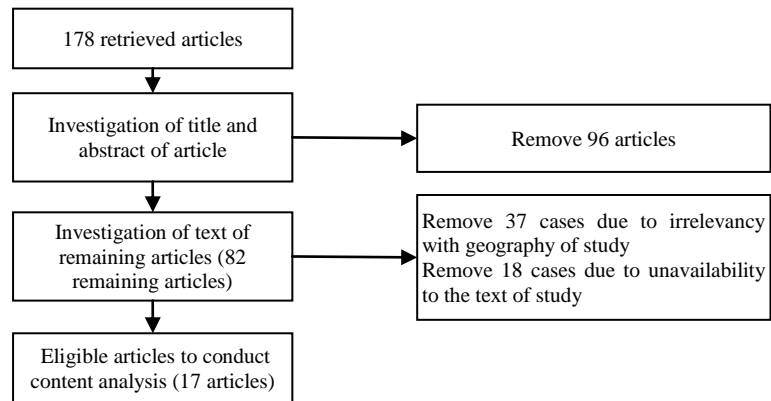 178 retrieved articles
Investigation of title and
abstract of article
Remove 96 articles
Investigation of text of
remaining articles (82
remaining articles)
Remove 37 cases due to irrelevancy
with geography of study
Remove 18 cases due to unavailability
to the text of study
Eligible articles to conduct
content analysis (17 articles)